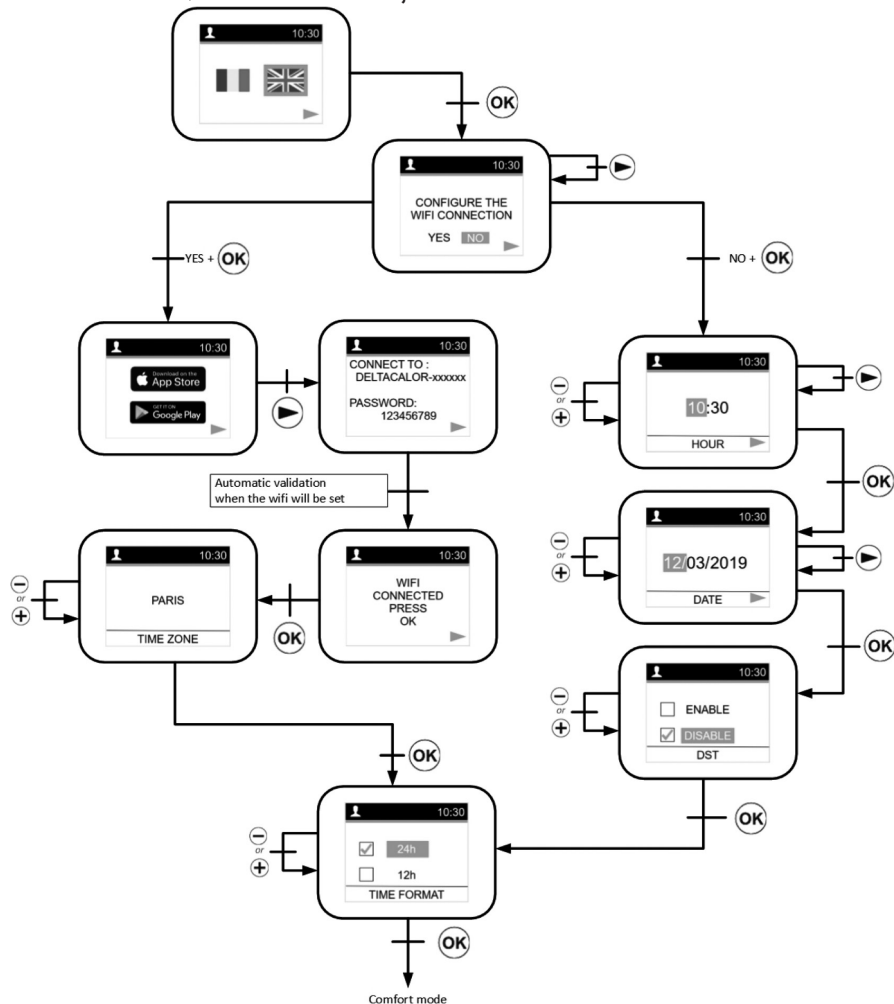 10:30
OK
10:30
CONFIGURE THE
WIFI CONNECTION
YES NO
YES + OK
NO + OK
10:30
Download on the
App Store
GET IT ON
Google Play
10:30
CONNECT TO :
DELTACALOR-xxxxxx
PASSWORD:
123456789
10:30
10:30
HOUR
- or +
OK
Automatic validation
when the wifi will be set
10:30
PARIS
TIME ZONE
- or +
OK
10:30
WIFI
CONNECTED
PRESS
OK
10:30
12/03/2019
DATE
- or +
OK
10:30
ENABLE
DISABLE
DST
- or +
OK
OK
10:30
24h
12h
TIME FORMAT
- or +
OK
Comfort mode